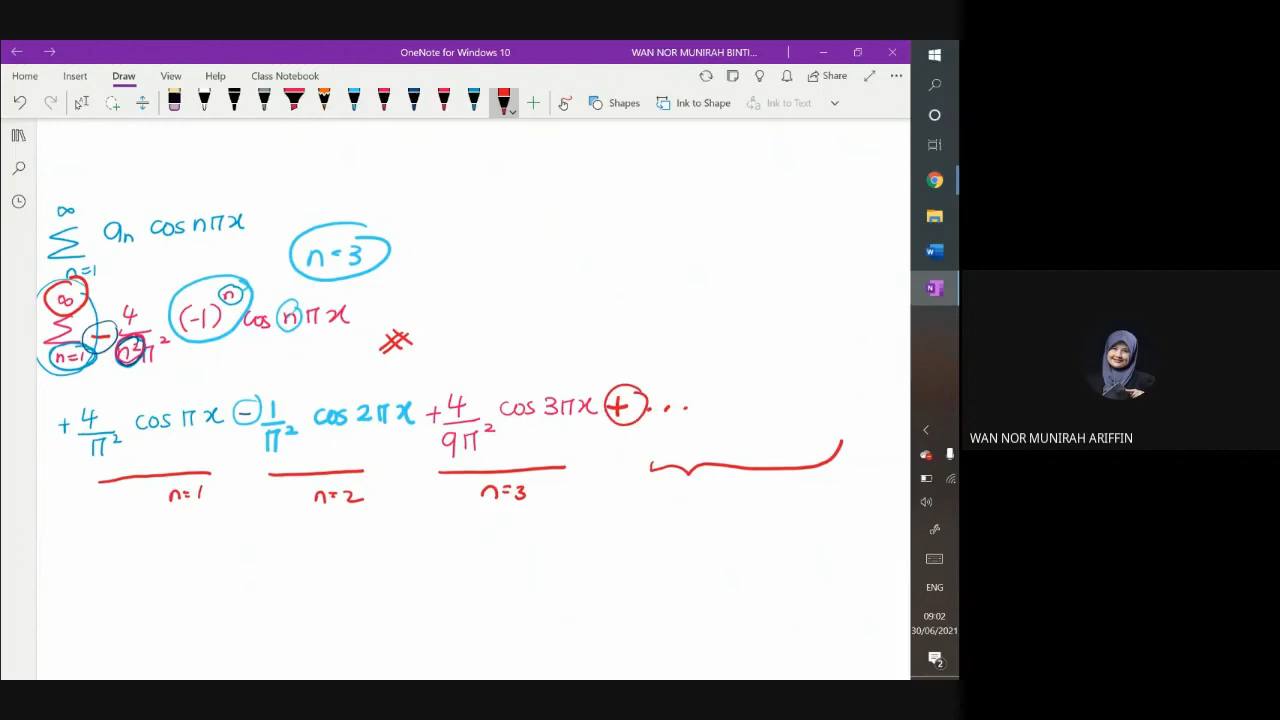 OneNote for Windows 10
WAN NOR MUNIRAH BINTI...
Home Insert Draw View Help Class Notebook
Share
Shapes Ink to Shape Ink to Text
∞
∑ aₙ cos nπx
n=1
n=3
∞
∑ - 4/n²π² (-1)ⁿ cos nπx
n=1
+ 4/π² cos πx - 1/π² cos 2πx + 4/9π² cos 3πx + ...
n=1 n=2 n=3
WAN NOR MUNIRAH ARIFFIN
ENG
09:02
30/06/2021
2